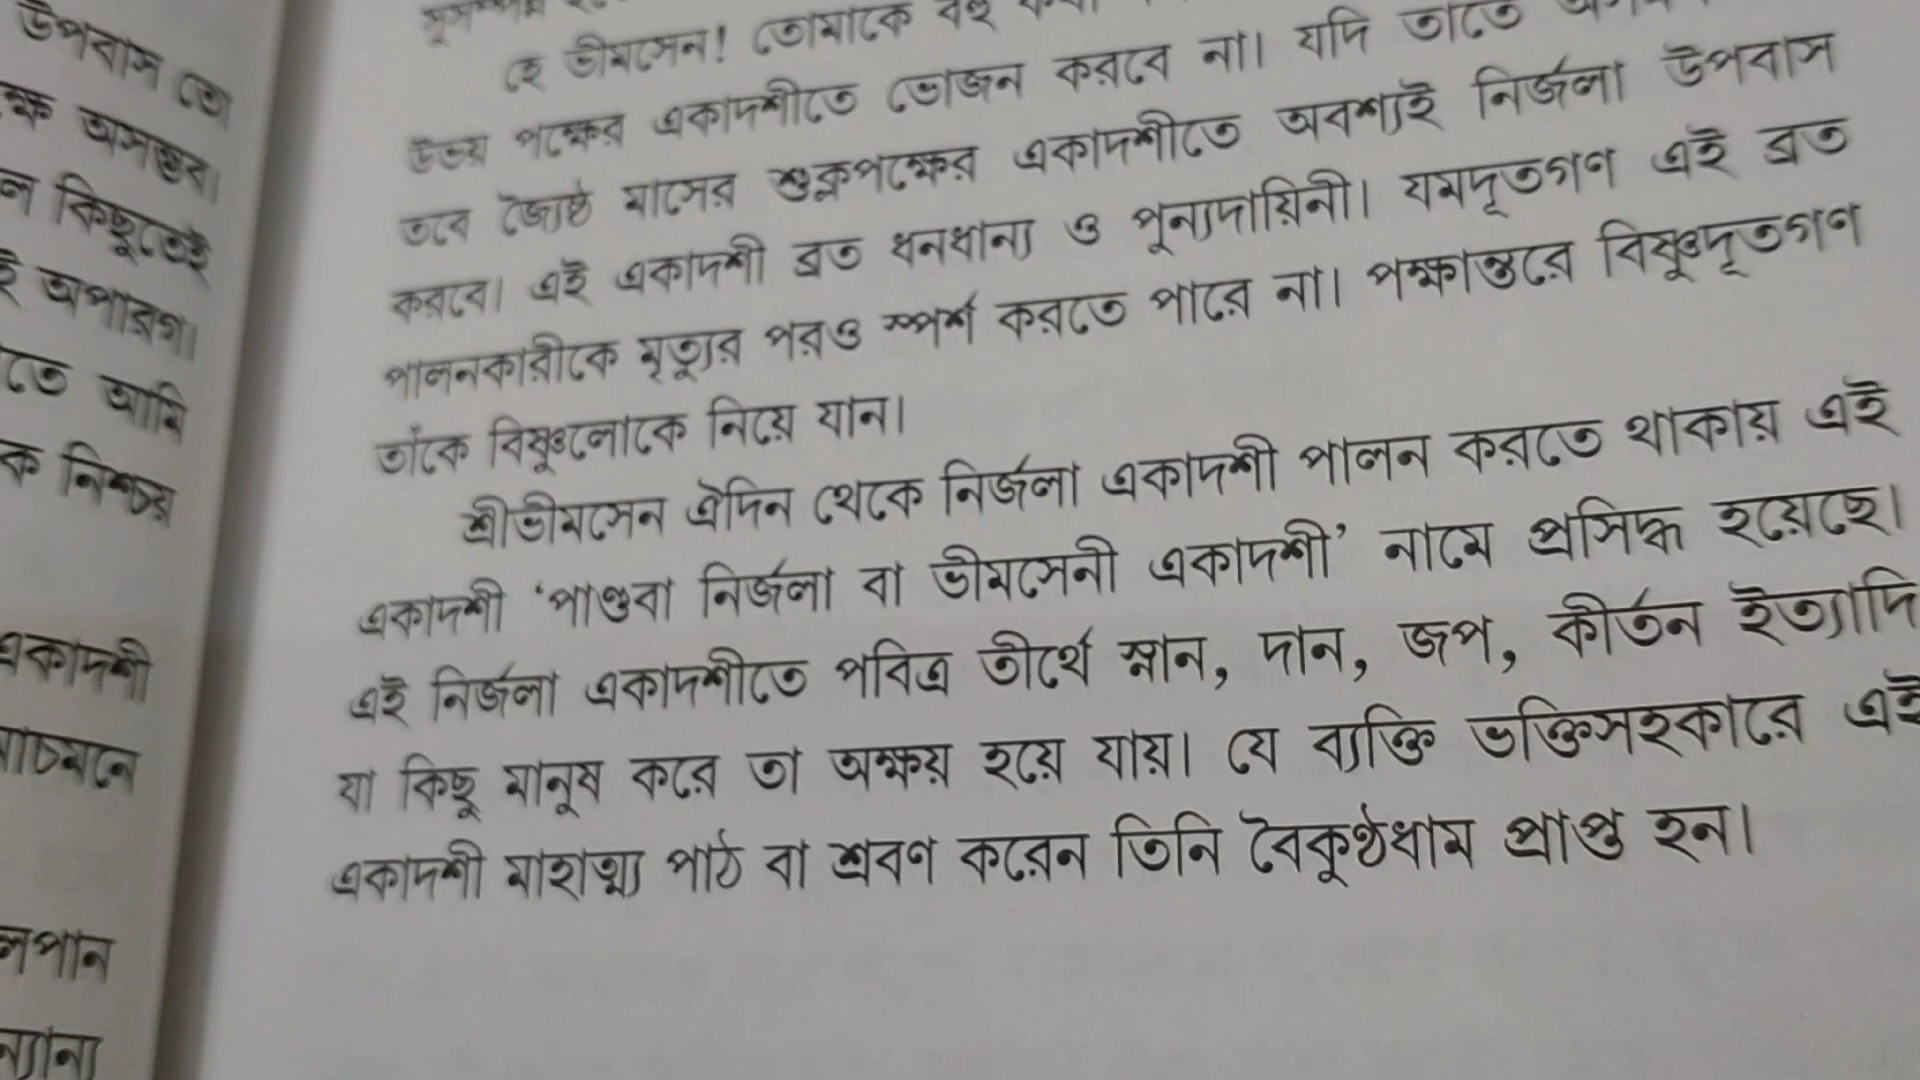 উপবাস তো
অসম্ভব।
কিছুতেই
অপারগ।
আমি
নিশ্চয়
একাদশী
হে ভীমসেন! তোমাকে বহু
উভয় পক্ষের একাদশীতে ভোজন করবে না। যদি তাতে
তবে জ্যৈষ্ঠ মাসের শুক্লপক্ষের একাদশীতে অবশ্যই নির্জলা উপবাস
করবে। এই একাদশী ব্রত ধনধান্য ও পুন্যদায়িনী। যমদূতগণ এই ব্রত
পালনকারীকে মৃত্যুর পরও স্পর্শ করতে পারে না। পক্ষান্তরে বিষ্ণুদূতগণ
তাঁকে বিষ্ণুলোকে নিয়ে যান।
শ্রীভীমসেন ঐদিন থেকে নির্জলা একাদশী পালন করতে থাকায় এই
একাদশী ‘পাণ্ডবা নির্জলা বা ভীমসেনী একাদশী’ নামে প্রসিদ্ধ হয়েছে।
এই নির্জলা একাদশীতে পবিত্র তীর্থে স্নান, দান, জপ, কীর্তন ইত্যাদি
যা কিছু মানুষ করে তা অক্ষয় হয়ে যায়। যে ব্যক্তি ভক্তিসহকারে এই
একাদশী মাহাত্ম্য পাঠ বা শ্রবণ করেন তিনি বৈকুণ্ঠধাম প্রাপ্ত হন।